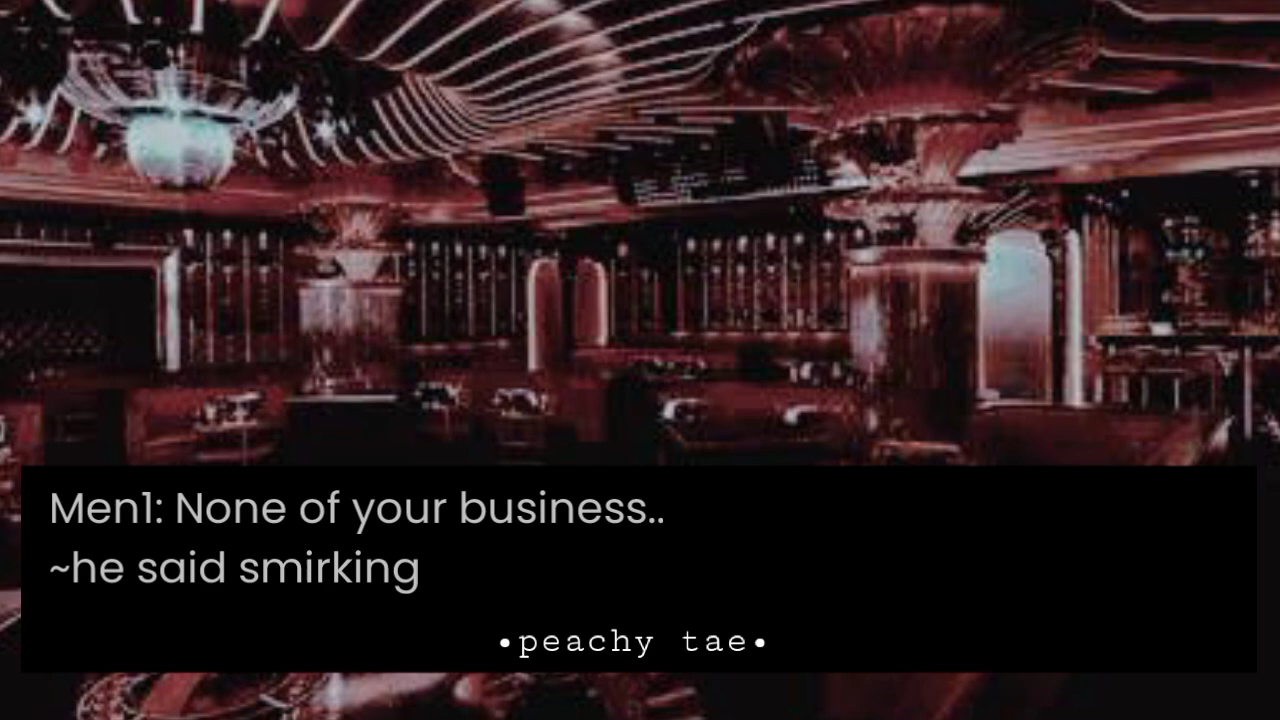 Men1: None of your business..
~he said smirking
•peachy tae•